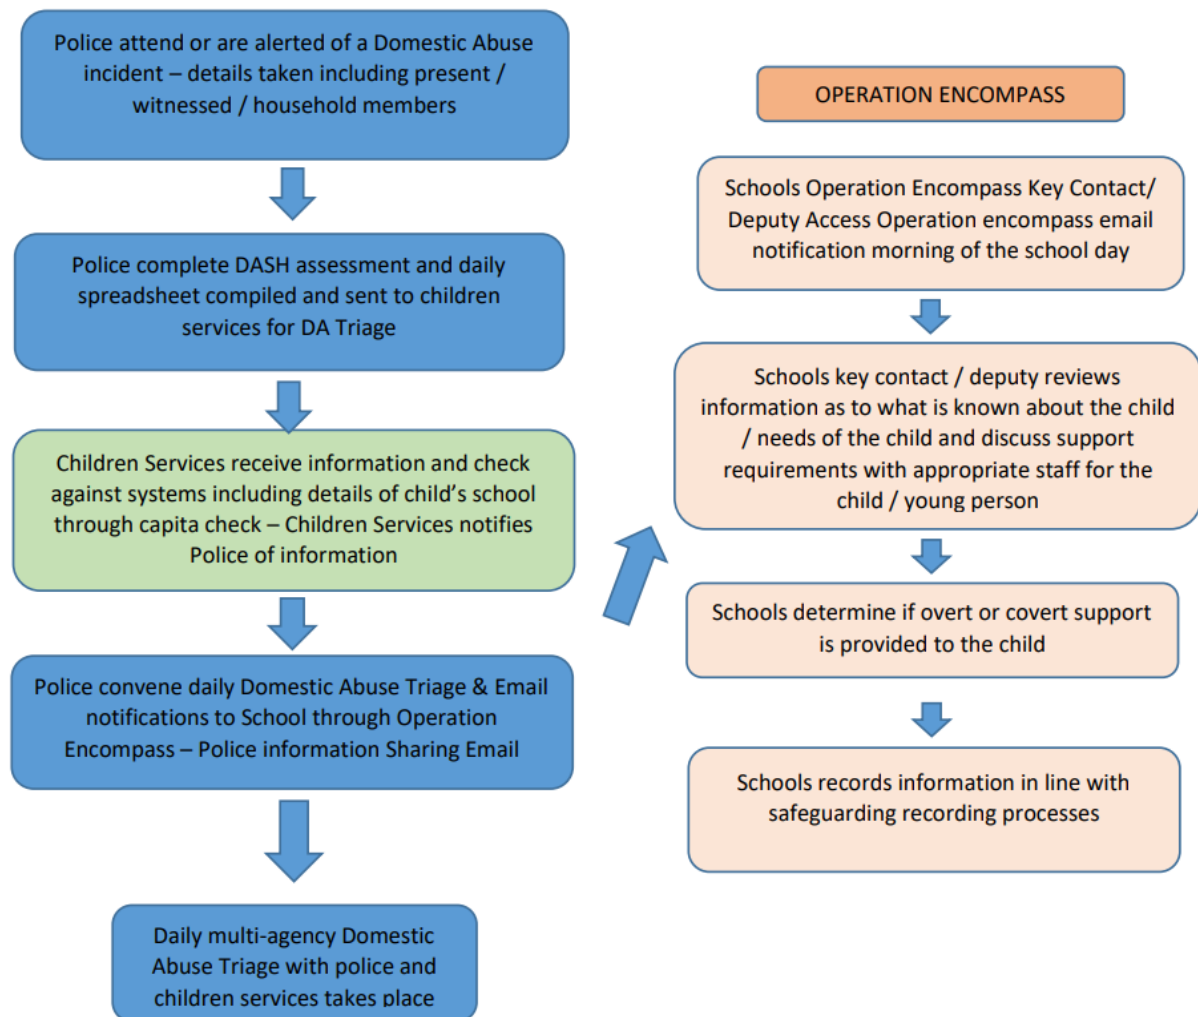 Police attend or are alerted of a Domestic Abuse
incident – details taken including present /
witnessed / household members
Police complete DASH assessment and daily
spreadsheet compiled and sent to children
services for DA Triage
Children Services receive information and check
against systems including details of child's school
through capita check – Children Services notifies
Police of information
Police convene daily Domestic Abuse Triage & Email
notifications to School through Operation
Encompass – Police information Sharing Email
Daily multi-agency Domestic
Abuse Triage with police and
children services takes place
OPERATION ENCOMPASS
Schools Operation Encompass Key Contact/
Deputy Access Operation encompass email
notification morning of the school day
Schools key contact / deputy reviews
information as to what is known about the child
/ needs of the child and discuss support
requirements with appropriate staff for the
child / young person
Schools determine if overt or covert support
is provided to the child
Schools records information in line with
safeguarding recording processes